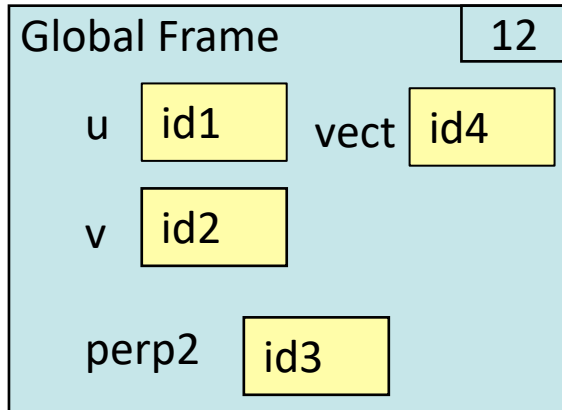 Global Frame 12
u id1 vect id4
v id2
perp2 id3